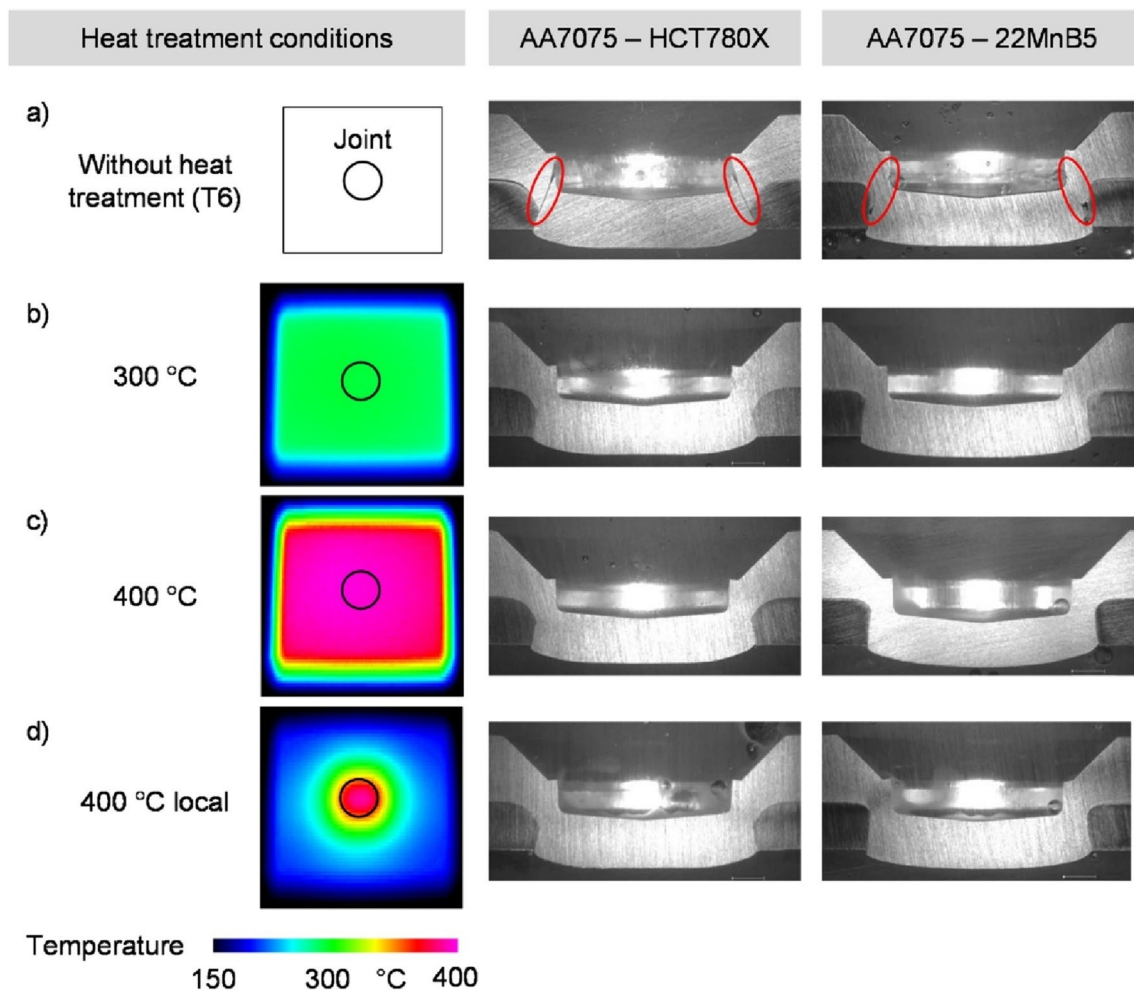 Heat treatment conditions
AA7075 – HCT780X
AA7075 – 22MnB5
a)
Without heat
treatment (T6)
Joint
b)
300 °C
c)
400 °C
d)
400 °C local
Temperature
150 300 °C 400